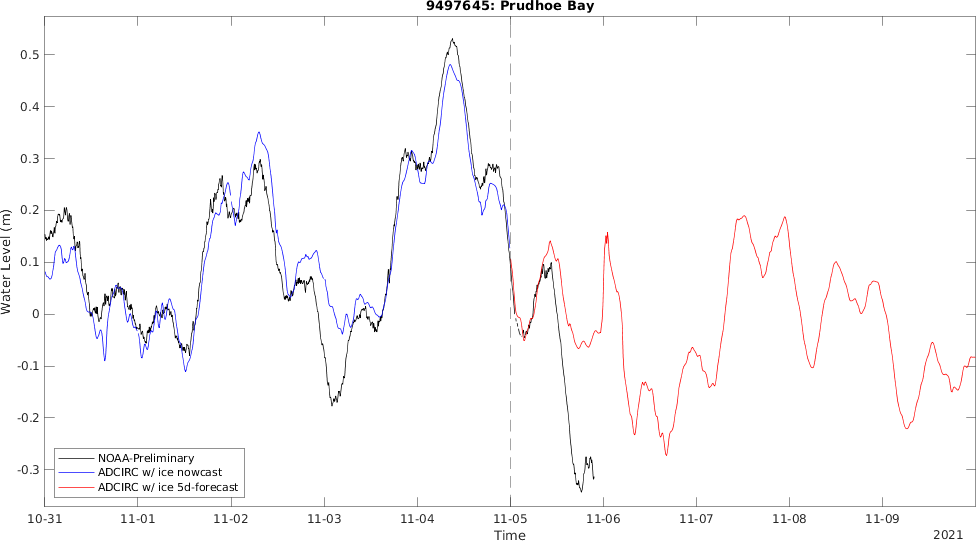 9497645: Prudhoe Bay
Water Level (m)
0.5
0.4
0.3
0.2
0.1
0
-0.1
-0.2
-0.3
NOAA-Preliminary
ADCIRC w/ ice nowcast
ADCIRC w/ ice 5d-forecast
10-31 11-01 11-02 11-03 11-04 11-05 11-06 11-07 11-08 11-09
Time
2021